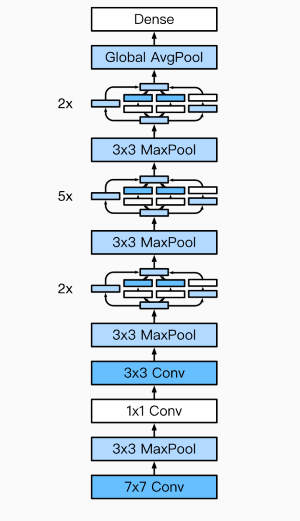 Dense
Global AvgPool
2x
3x3 MaxPool
5x
3x3 MaxPool
2x
3x3 MaxPool
3x3 Conv
1x1 Conv
3x3 MaxPool
7x7 Conv